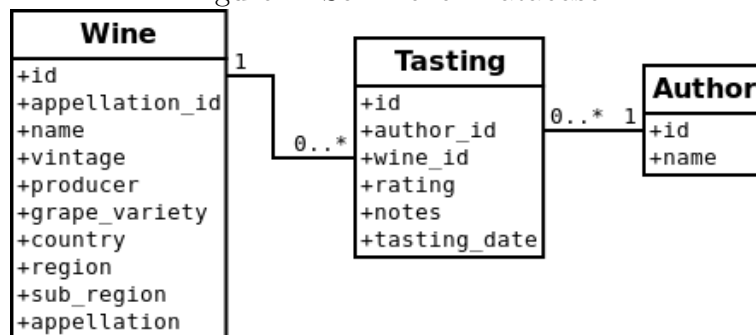 Wine
+id
+appellation_id
+name
+vintage
+producer
+grape_variety
+country
+region
+sub_region
+appellation
1
0..*
Tasting
+id
+author_id
+wine_id
+rating
+notes
+tasting_date
0..* 1
Author
+id
+name